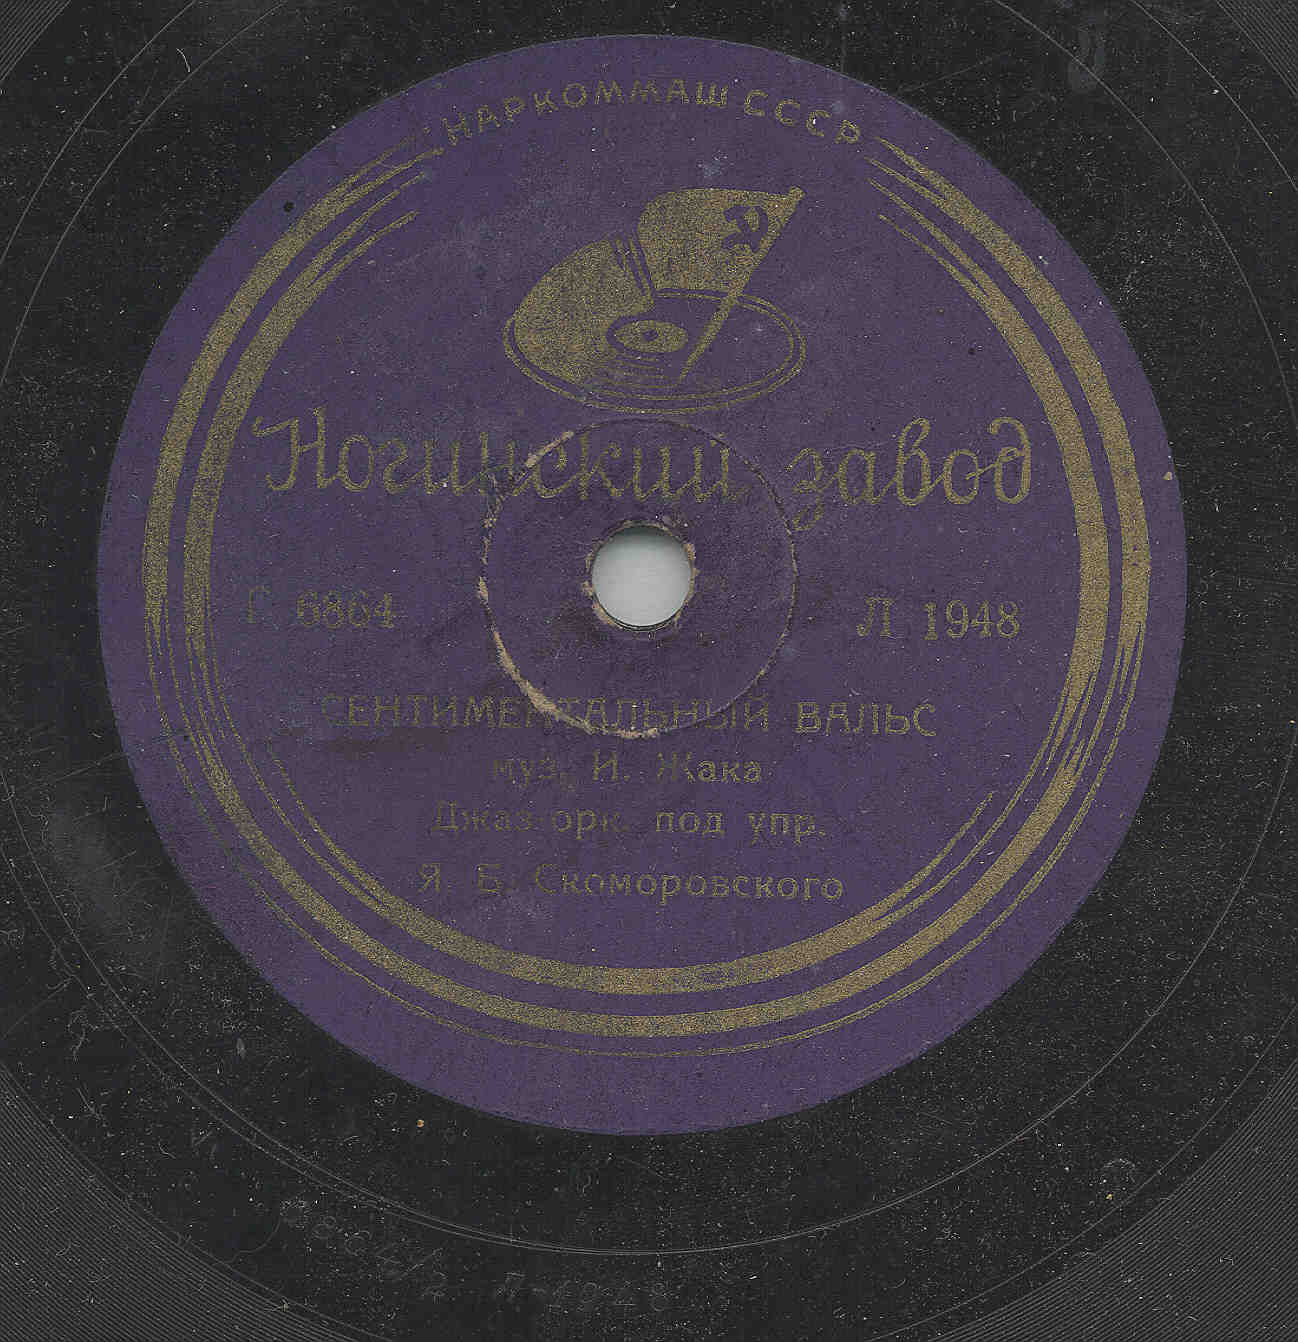 НАРКОММАШ СССР
Ногинский завод
Г. 6864 Л 1948
СЕНТИМЕНТАЛЬНЫЙ ВАЛЬС
муз. И. Жака
Джаз орк. под упр.
Я. Б. Скоморовского